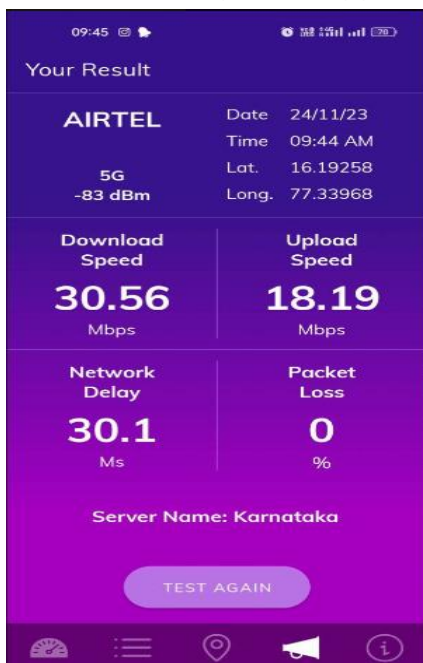 09:45
70
Your Result
AIRTEL
5G
-83 dBm
Date 24/11/23
Time 09:44 AM
Lat. 16.19258
Long. 77.33968
Download
Speed
30.56
Mbps
Upload
Speed
18.19
Mbps
Network
Delay
30.1
Ms
Packet
Loss
0
%
Server Name: Karnataka
TEST AGAIN